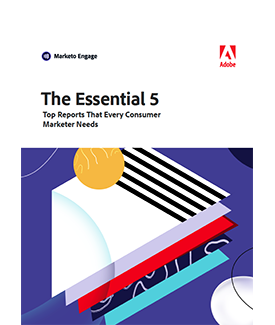 Marketo Engage
Adobe
The Essential 5
Top Reports That Every Consumer
Marketer Needs